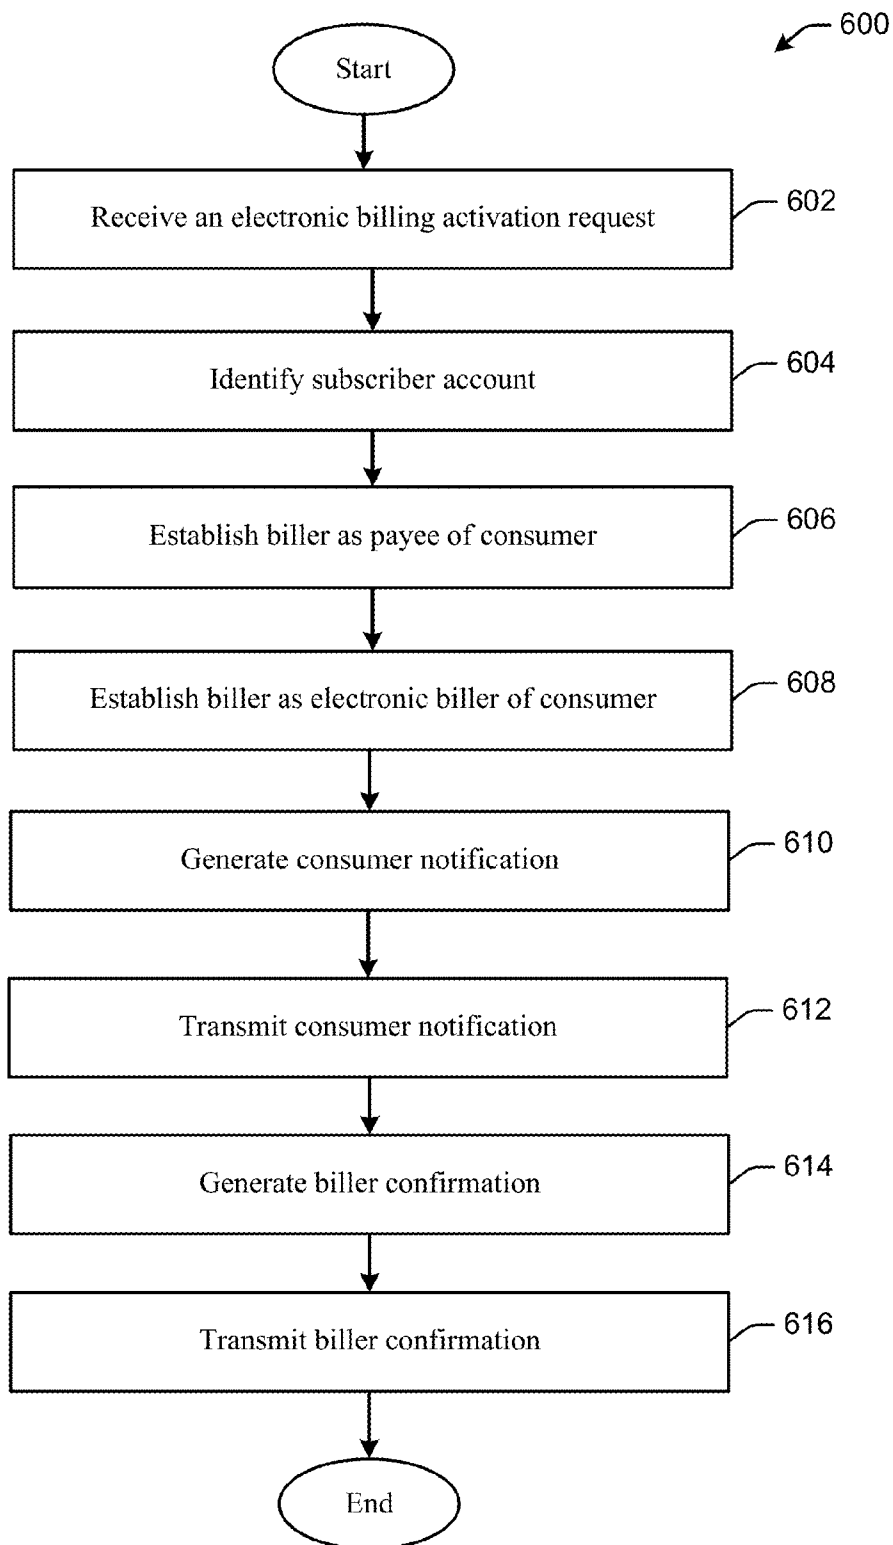 600
Start
Receive an electronic billing activation request
602
Identify subscriber account
604
Establish biller as payee of consumer
606
Establish biller as electronic biller of consumer
608
Generate consumer notification
610
Transmit consumer notification
612
Generate biller confirmation
614
Transmit biller confirmation
616
End